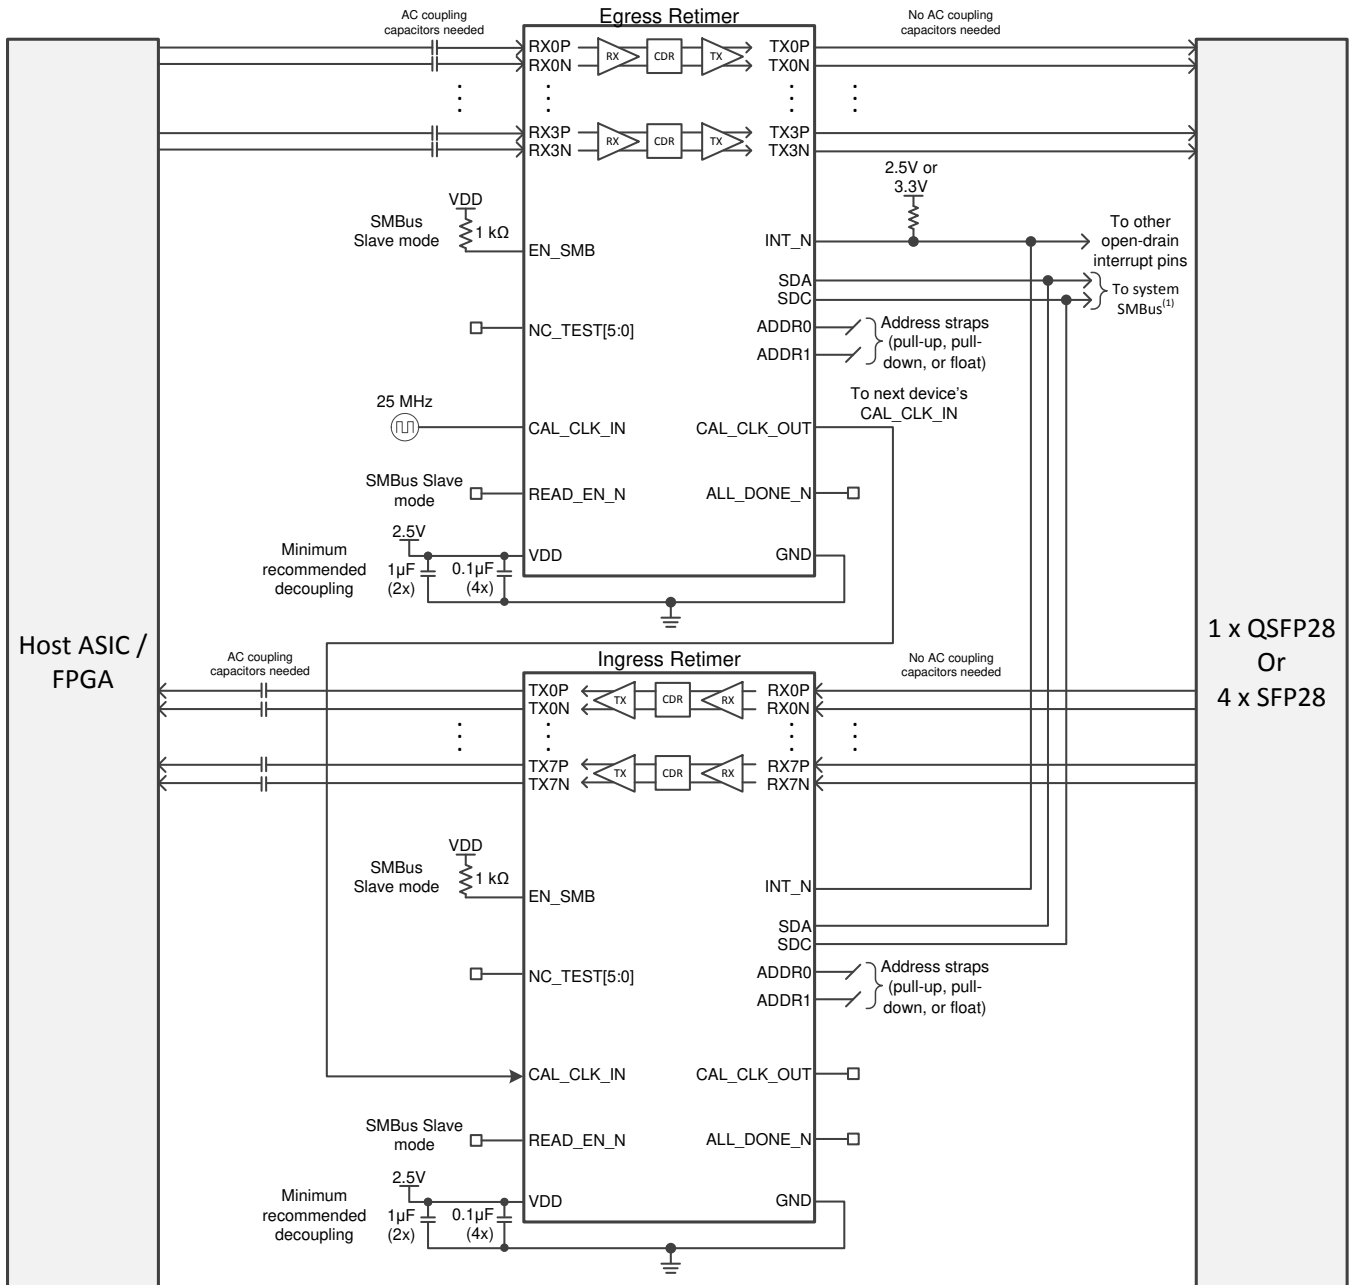 AC coupling
capacitors needed
Egress Retimer
No AC coupling
capacitors needed
RX0P
RX0N
RX
CDR
TX
TX0P
TX0N
RX3P
RX3N
RX
CDR
TX
TX3P
TX3N
2.5V or
3.3V
VDD
SMBus
Slave mode
1 kΩ
EN_SMB
INT_N
To other
open-drain
interrupt pins
SDA
SDC
To system
SMBus(1)
NC_TEST[5:0]
ADDR0
ADDR1
Address straps
(pull-up, pull-
down, or float)
To next device's
CAL_CLK_IN
25 MHz
CAL_CLK_IN
CAL_CLK_OUT
SMBus Slave
mode
READ_EN_N
ALL_DONE_N
2.5V
Minimum
recommended
decoupling
1µF
(2x)
0.1µF
(4x)
VDD
GND
Host ASIC /
FPGA
1 x QSFP28
Or
4 x SFP28
AC coupling
capacitors needed
Ingress Retimer
No AC coupling
capacitors needed
TX0P
TX0N
TX
CDR
RX
RX0P
RX0N
TX7P
TX7N
TX
CDR
RX
RX7P
RX7N
VDD
SMBus
Slave mode
1 kΩ
EN_SMB
INT_N
SDA
SDC
NC_TEST[5:0]
ADDR0
ADDR1
Address straps
(pull-up, pull-
down, or float)
CAL_CLK_IN
CAL_CLK_OUT
SMBus Slave
mode
READ_EN_N
ALL_DONE_N
2.5V
Minimum
recommended
decoupling
1µF
(2x)
0.1µF
(4x)
VDD
GND